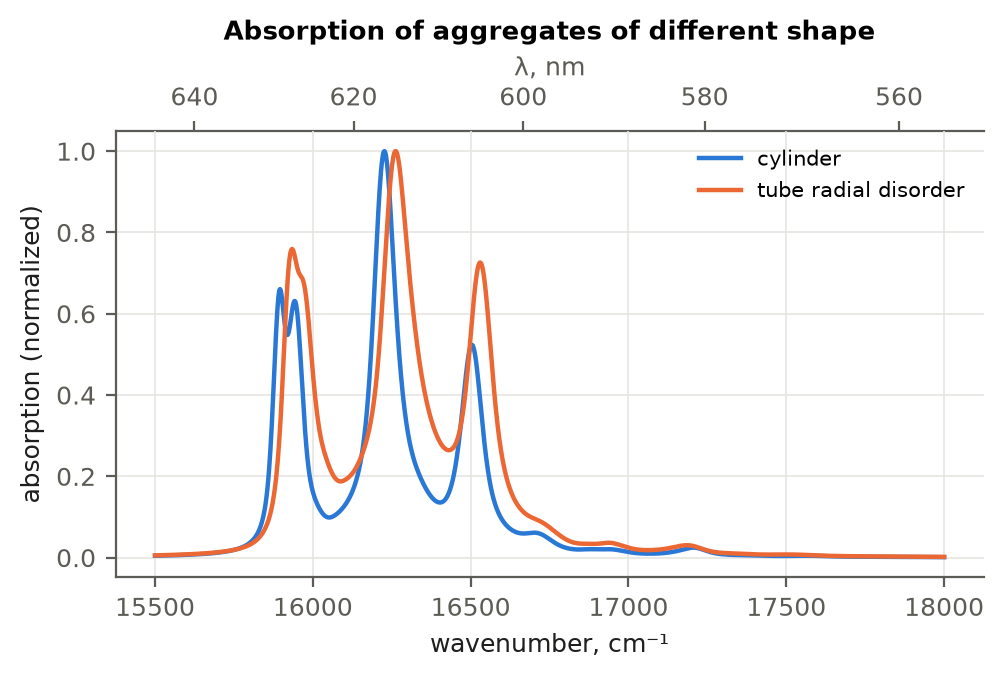 Absorption of aggregates of different shape
λ, nm
640 620 600 580 560
cylinder
tube radial disorder
absorption (normalized)
1.0
0.8
0.6
0.4
0.2
0.0
15500 16000 16500 17000 17500 18000
wavenumber, cm⁻¹